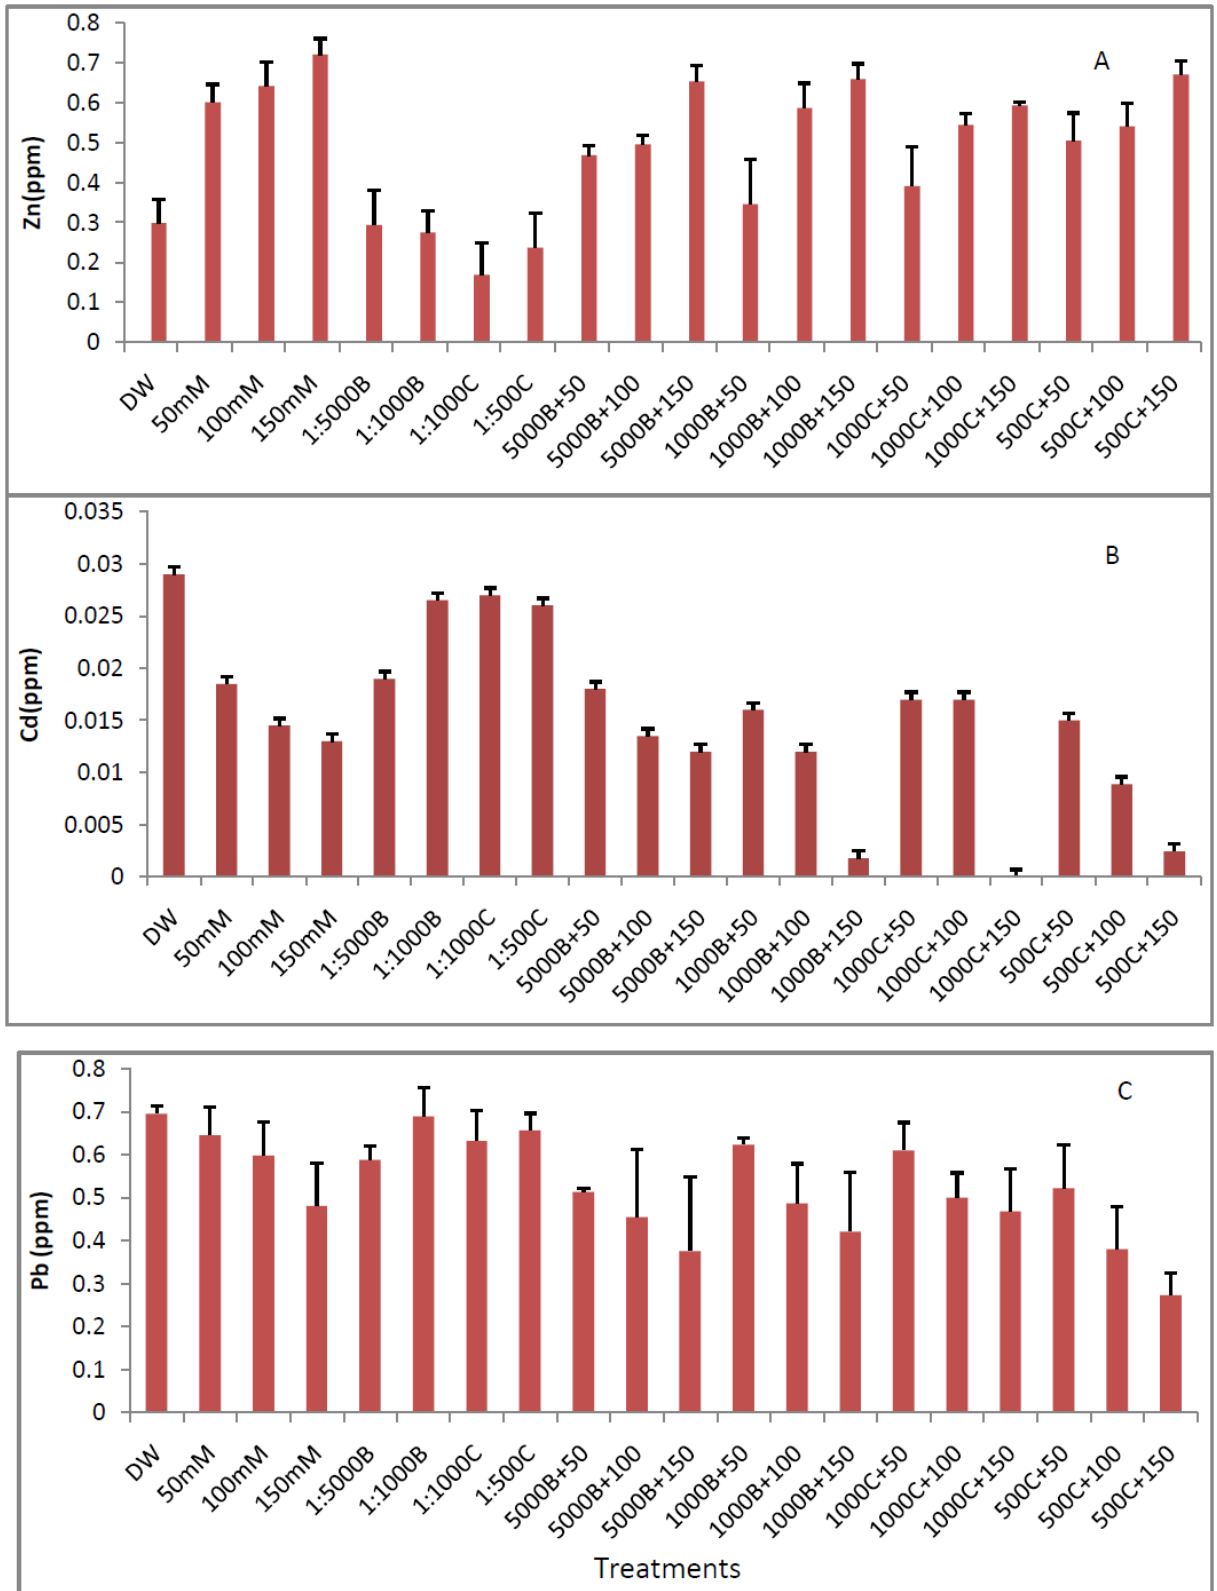 A
Zn(ppm)
0.8
0.7
0.6
0.5
0.4
0.3
0.2
0.1
0
DW
50mM
100mM
150mM
1:5000B
1:1000B
1:1000C
1:500C
5000B+50
5000B+100
5000B+150
1000B+50
1000B+100
1000B+150
1000C+50
1000C+100
1000C+150
500C+50
500C+100
500C+150
B
Cd(ppm)
0.035
0.03
0.025
0.02
0.015
0.01
0.005
0
DW
50mM
100mM
150mM
1:5000B
1:1000B
1:1000C
1:500C
5000B+50
5000B+100
5000B+150
1000B+50
1000B+100
1000B+150
1000C+50
1000C+100
1000C+150
500C+50
500C+100
500C+150
C
Pb (ppm)
0.8
0.7
0.6
0.5
0.4
0.3
0.2
0.1
0
DW
50mM
100mM
150mM
1:5000B
1:1000B
1:1000C
1:500C
5000B+50
5000B+100
5000B+150
1000B+50
1000B+100
1000B+150
1000C+50
1000C+100
1000C+150
500C+50
500C+100
500C+150
Treatments